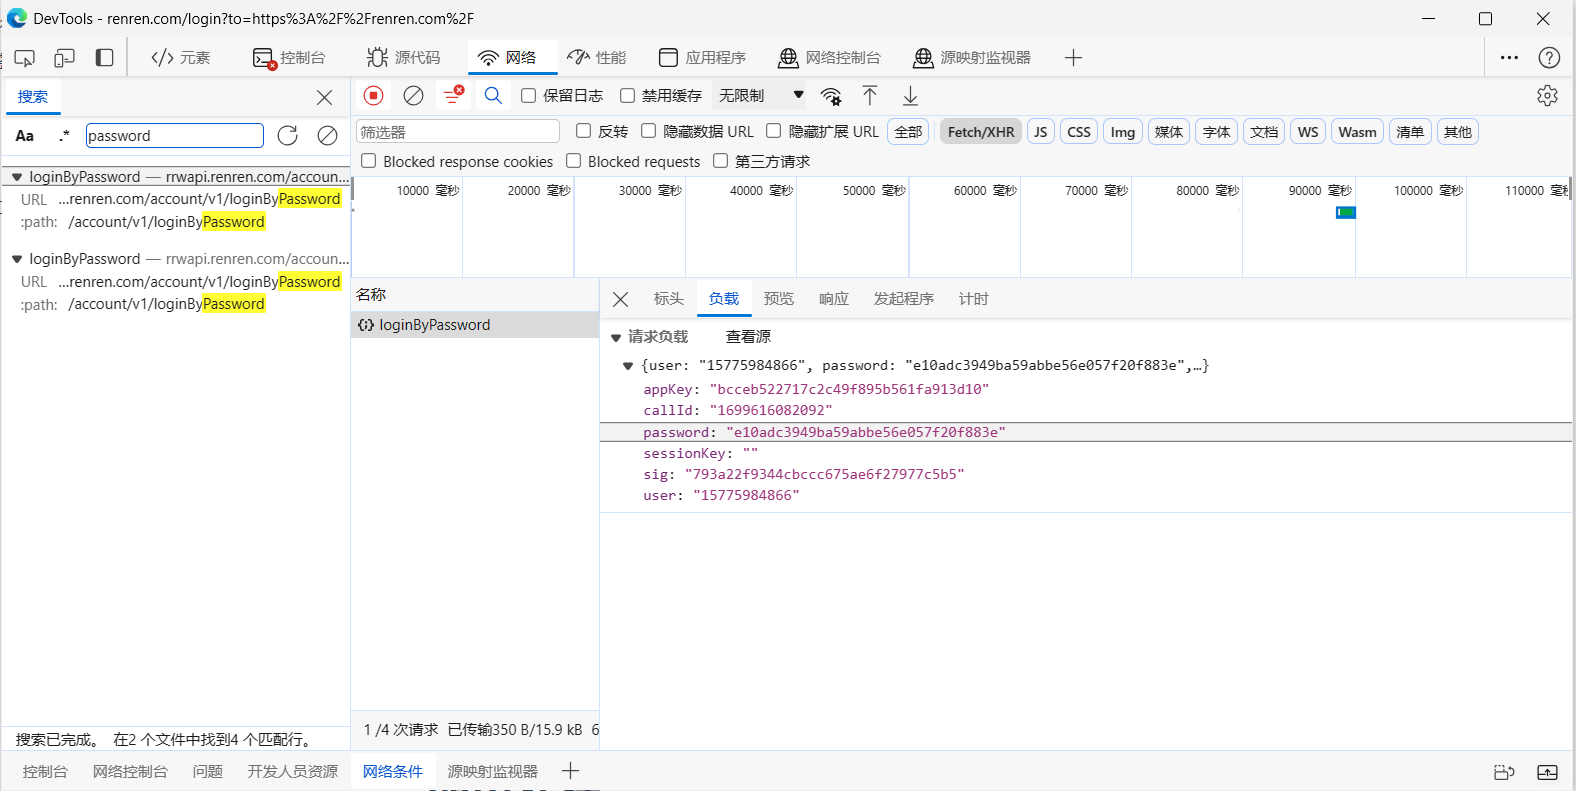 DevTools - renren.com/login?to=https%3A%2F%2Frenren.com%2F
元素 控制台 源代码 网络 性能 应用程序 网络控制台 源映射监视器
搜索
保留日志 禁用缓存 无限制
Aa .* password
筛选器 反转 隐藏数据 URL 隐藏扩展 URL 全部 Fetch/XHR JS CSS Img 媒体 字体 文档 WS Wasm 清单 其他
Blocked response cookies Blocked requests 第三方请求
loginByPassword — rrwapi.renren.com/accoun...
URL ...renren.com/account/v1/loginByPassword
:path: /account/v1/loginByPassword
loginByPassword — rrwapi.renren.com/accoun...
URL ...renren.com/account/v1/loginByPassword
:path: /account/v1/loginByPassword
10000 毫秒 20000 毫秒 30000 毫秒 40000 毫秒 50000 毫秒 60000 毫秒 70000 毫秒 80000 毫秒 90000 毫秒 100000 毫秒 110000 毫秒
名称
loginByPassword
标头 负载 预览 响应 发起程序 计时
请求负载 查看源
{user: "15775984866", password: "e10adc3949ba59abbe56e057f20f883e",…}
appKey: "bcceb522717c2c49f895b561fa913d10"
callId: "1699616082092"
password: "e10adc3949ba59abbe56e057f20f883e"
sessionKey: ""
sig: "793a22f9344cbccc675ae6f27977c5b5"
user: "15775984866"
搜索已完成。 在2 个文件中找到4 个匹配行。
1 /4 次请求 已传输350 B/15.9 kB 6
控制台 网络控制台 问题 开发人员资源 网络条件 源映射监视器